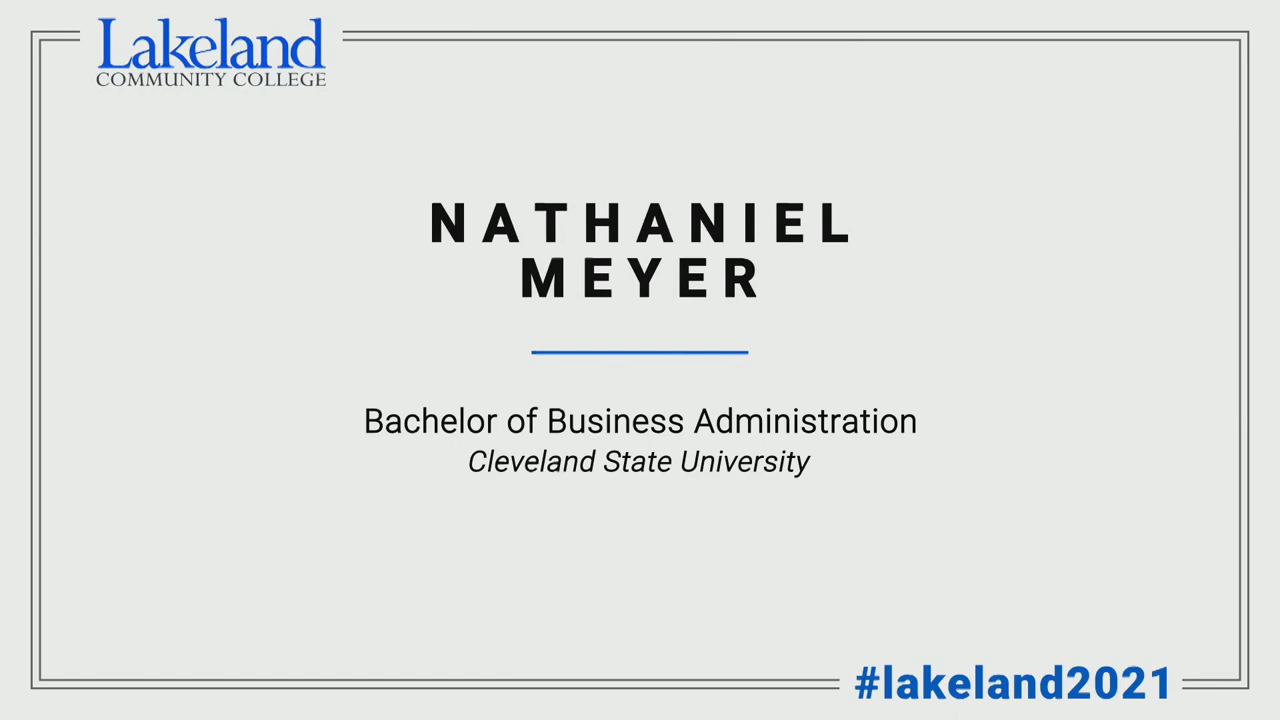 Lakeland
COMMUNITY COLLEGE
NATHANIEL
MEYER
Bachelor of Business Administration
Cleveland State University
#lakeland2021